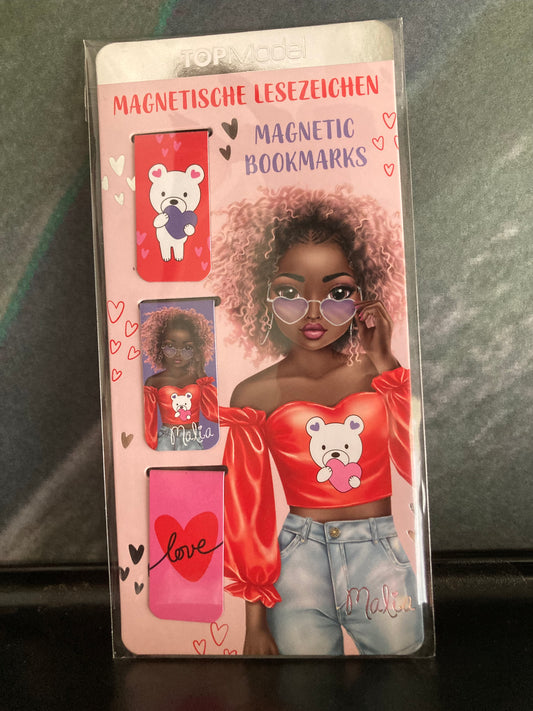 TOPModel
MAGNETISCHE LESEZEICHEN
MAGNETIC
BOOKMARKS
Malia
love
Malia